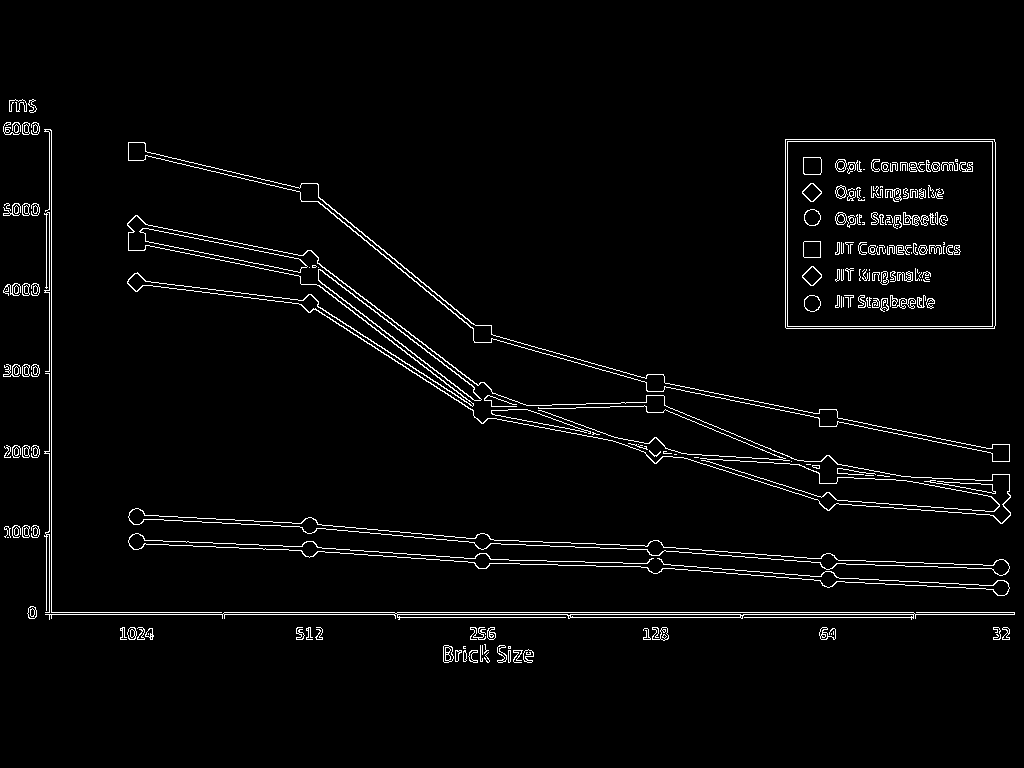 ms
6000
5000
4000
3000
2000
1000
0
1024 512 256 128 64 32
Brick Size
Opt. Connectomics
Opt. Kingsnake
Opt. Stagbeetle
JIT Connectomics
JIT Kingsnake
JIT Stagbeetle